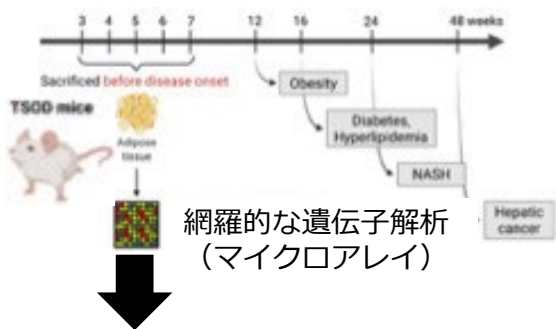 3 4 5 6 7 12 16 24 48 weeks
Sacrificed before disease onset
Obesity
TSOD mice
Adipose
tissue
Diabetes,
Hyperlipidemia
NASH
Hepatic
cancer
網羅的な遺伝子解析
（マイクロアレイ）